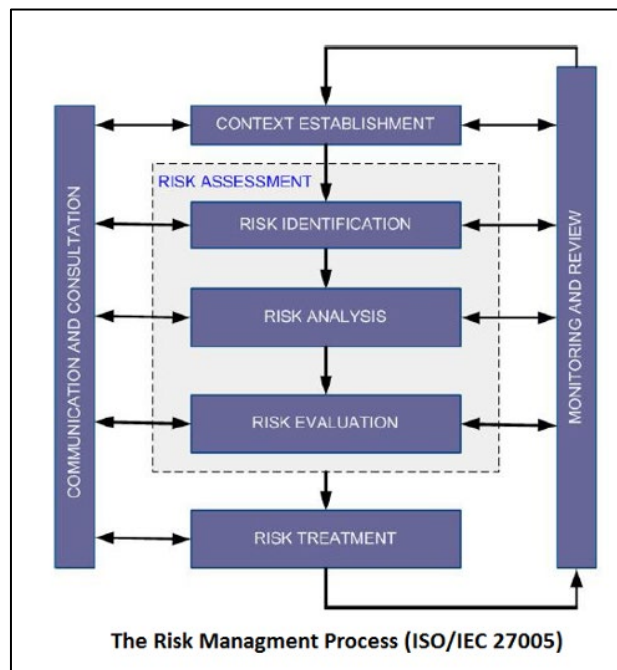 CONTEXT ESTABLISHMENT
RISK ASSESSMENT
RISK IDENTIFICATION
RISK ANALYSIS
RISK EVALUATION
RISK TREATMENT
COMMUNICATION AND CONSULTATION
MONITORING AND REVIEW
The Risk Managment Process (ISO/IEC 27005)